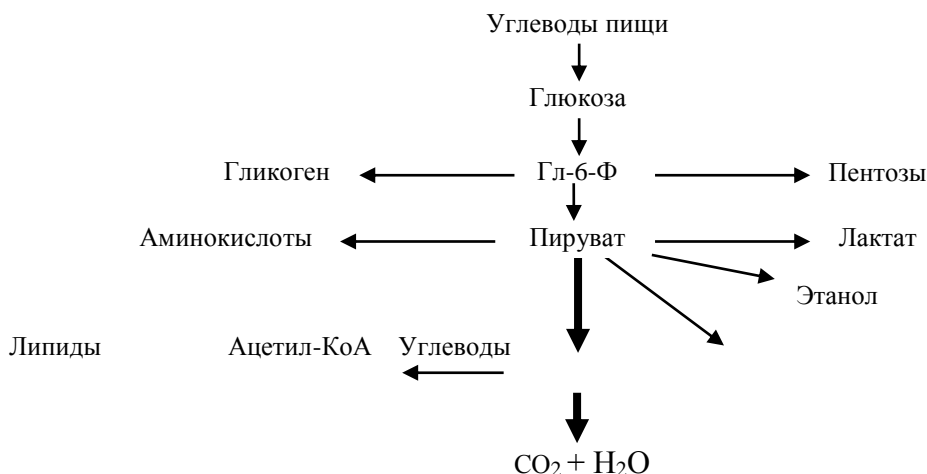 Углеводы пищи
Глюкоза
Гликоген Гл-6-Ф Пентозы
Аминокислоты Пируват Лактат
Этанол
Липиды Ацетил-КоА Углеводы
CO2 + H2O